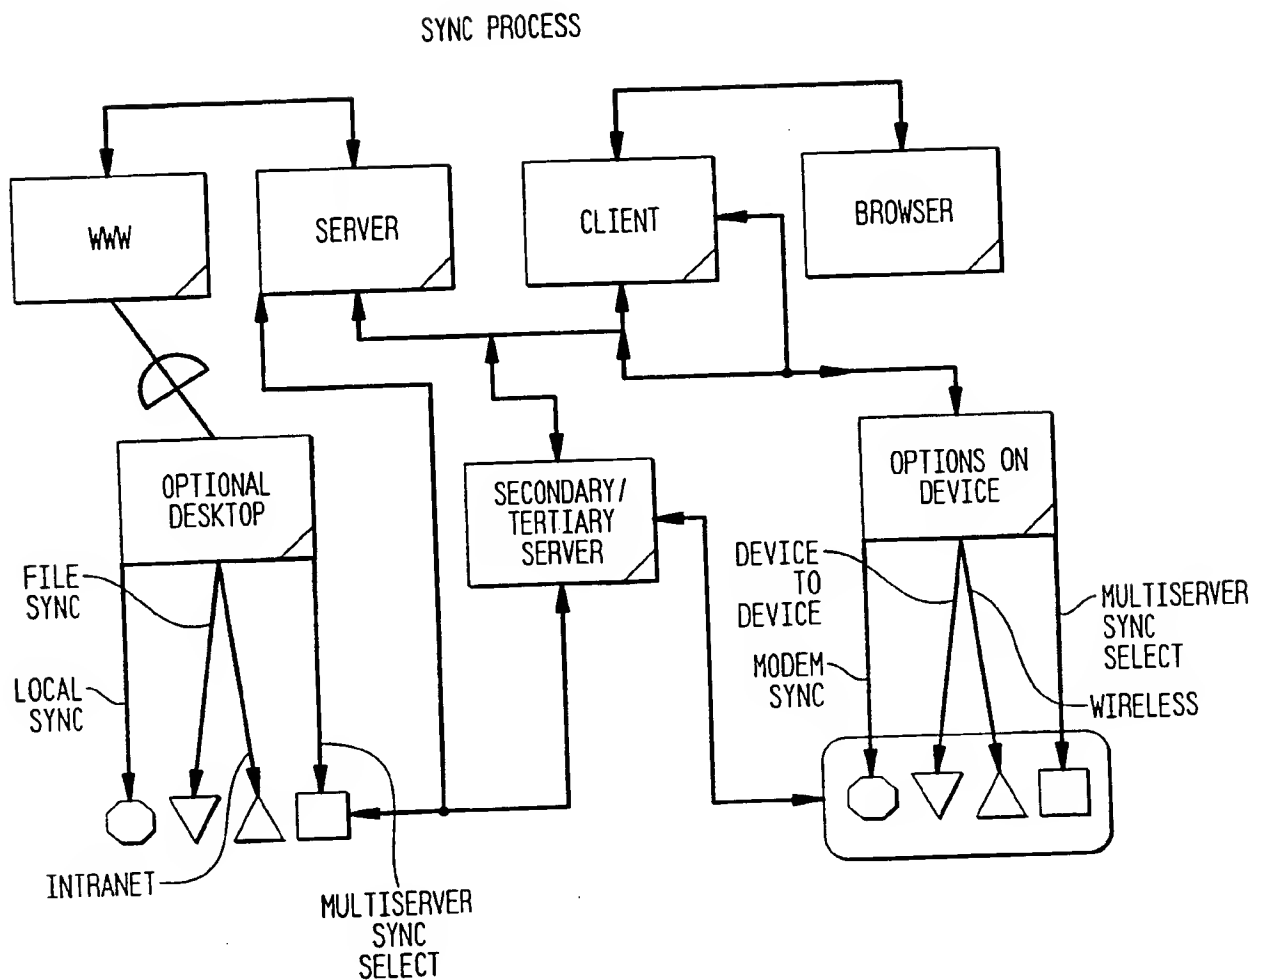 SYNC PROCESS
WWW
SERVER
CLIENT
BROWSER
OPTIONAL
DESKTOP
SECONDARY/
TERTIARY
SERVER
OPTIONS ON
DEVICE
FILE
SYNC
LOCAL
SYNC
INTRANET
MULTISERVER
SYNC
SELECT
DEVICE
TO
DEVICE
MODEM
SYNC
MULTISERVER
SYNC
SELECT
WIRELESS